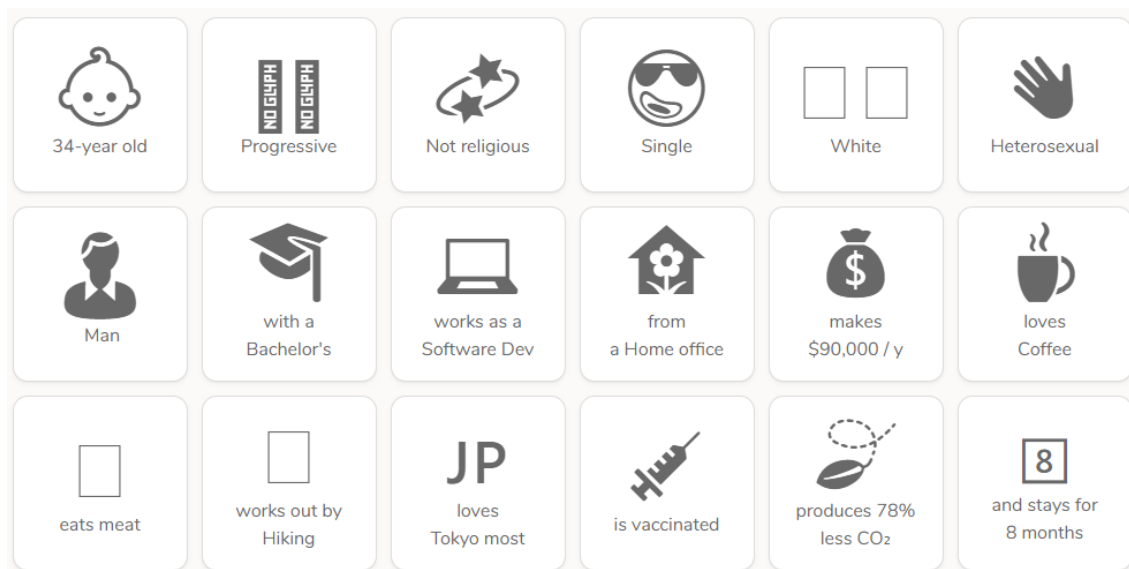 34-year old
NO GLYPH NO GLYPH
Progressive
Not religious
Single
White
Heterosexual
Man
with a
Bachelor's
works as a
Software Dev
from
a Home office
$
makes
$90,000 / y
loves
Coffee
eats meat
works out by
Hiking
JP
loves
Tokyo most
is vaccinated
produces 78%
less CO₂
8
and stays for
8 months